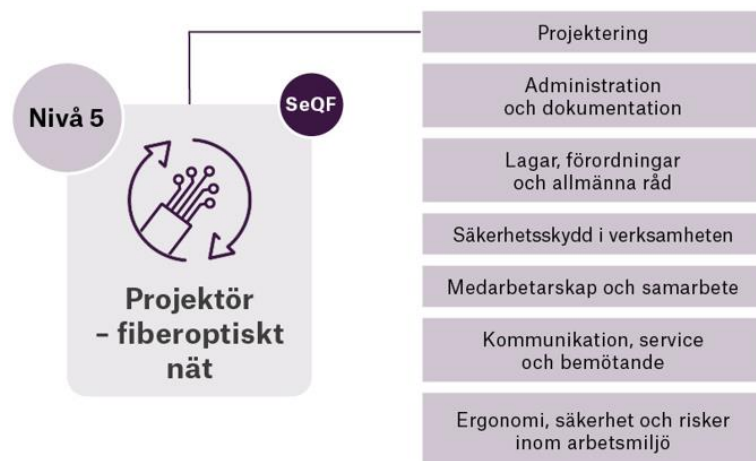 Nivå 5
SeQF
Projektör
– fiberoptiskt
nät
Projektering
Administration
och dokumentation
Lagar, förordningar
och allmänna råd
Säkerhetsskydd i verksamheten
Medarbetarskap och samarbete
Kommunikation, service
och bemötande
Ergonomi, säkerhet och risker
inom arbetsmiljö